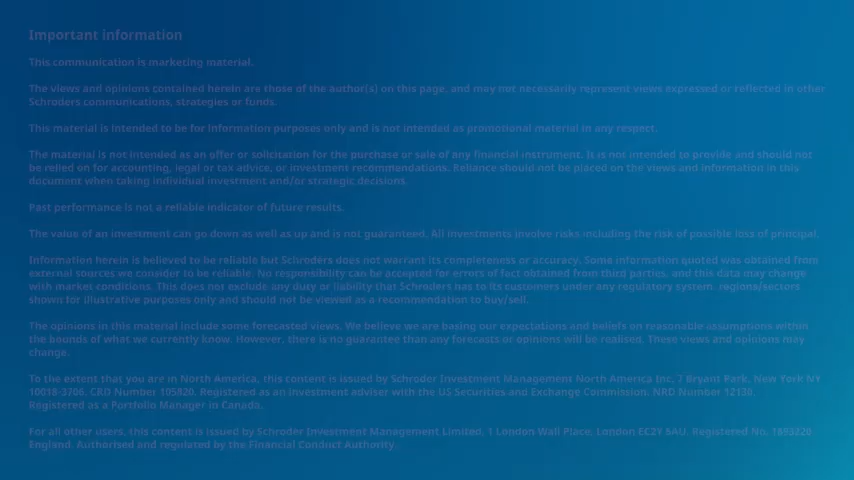 Important information
This communication is marketing material.
The views and opinions contained herein are those of the author(s) on this page, and may not necessarily represent views expressed or reflected in other
Schroders communications, strategies or funds.
This material is intended to be for information purposes only and is not intended as promotional material in any respect.
The material is not intended as an offer or solicitation for the purchase or sale of any financial instrument. It is not intended to provide and should not
be relied on for accounting, legal or tax advice, or investment recommendations. Reliance should not be placed on the views and information in this
document when taking individual investment and/or strategic decisions.
Past performance is not a reliable indicator of future results.
The value of an investment can go down as well as up and is not guaranteed. All investments involve risks including the risk of possible loss of principal.
Information herein is believed to be reliable but Schroders does not warrant its completeness or accuracy. Some information quoted was obtained from
external sources we consider to be reliable. No responsibility can be accepted for errors of fact obtained from third parties, and this data may change
with market conditions. This does not exclude any duty or liability that Schroders has to its customers under any regulatory system. regions/sectors
shown for illustrative purposes only and should not be viewed as a recommendation to buy/sell.
The opinions in this material include some forecasted views. We believe we are basing our expectations and beliefs on reasonable assumptions within
the bounds of what we currently know. However, there is no guarantee than any forecasts or opinions will be realised. These views and opinions may
change.
To the extent that you are in North America, this content is issued by Schroder Investment Management North America Inc, 7 Bryant Park, New York NY
10018-3706, CRD Number 105820. Registered as an investment adviser with the US Securities and Exchange Commission. NRD Number 12130.
Registered as a Portfolio Manager in Canada.
For all other users, this content is issued by Schroder Investment Management Limited, 1 London Wall Place, London EC2Y 5AU. Registered No. 1893220
England. Authorised and regulated by the Financial Conduct Authority.